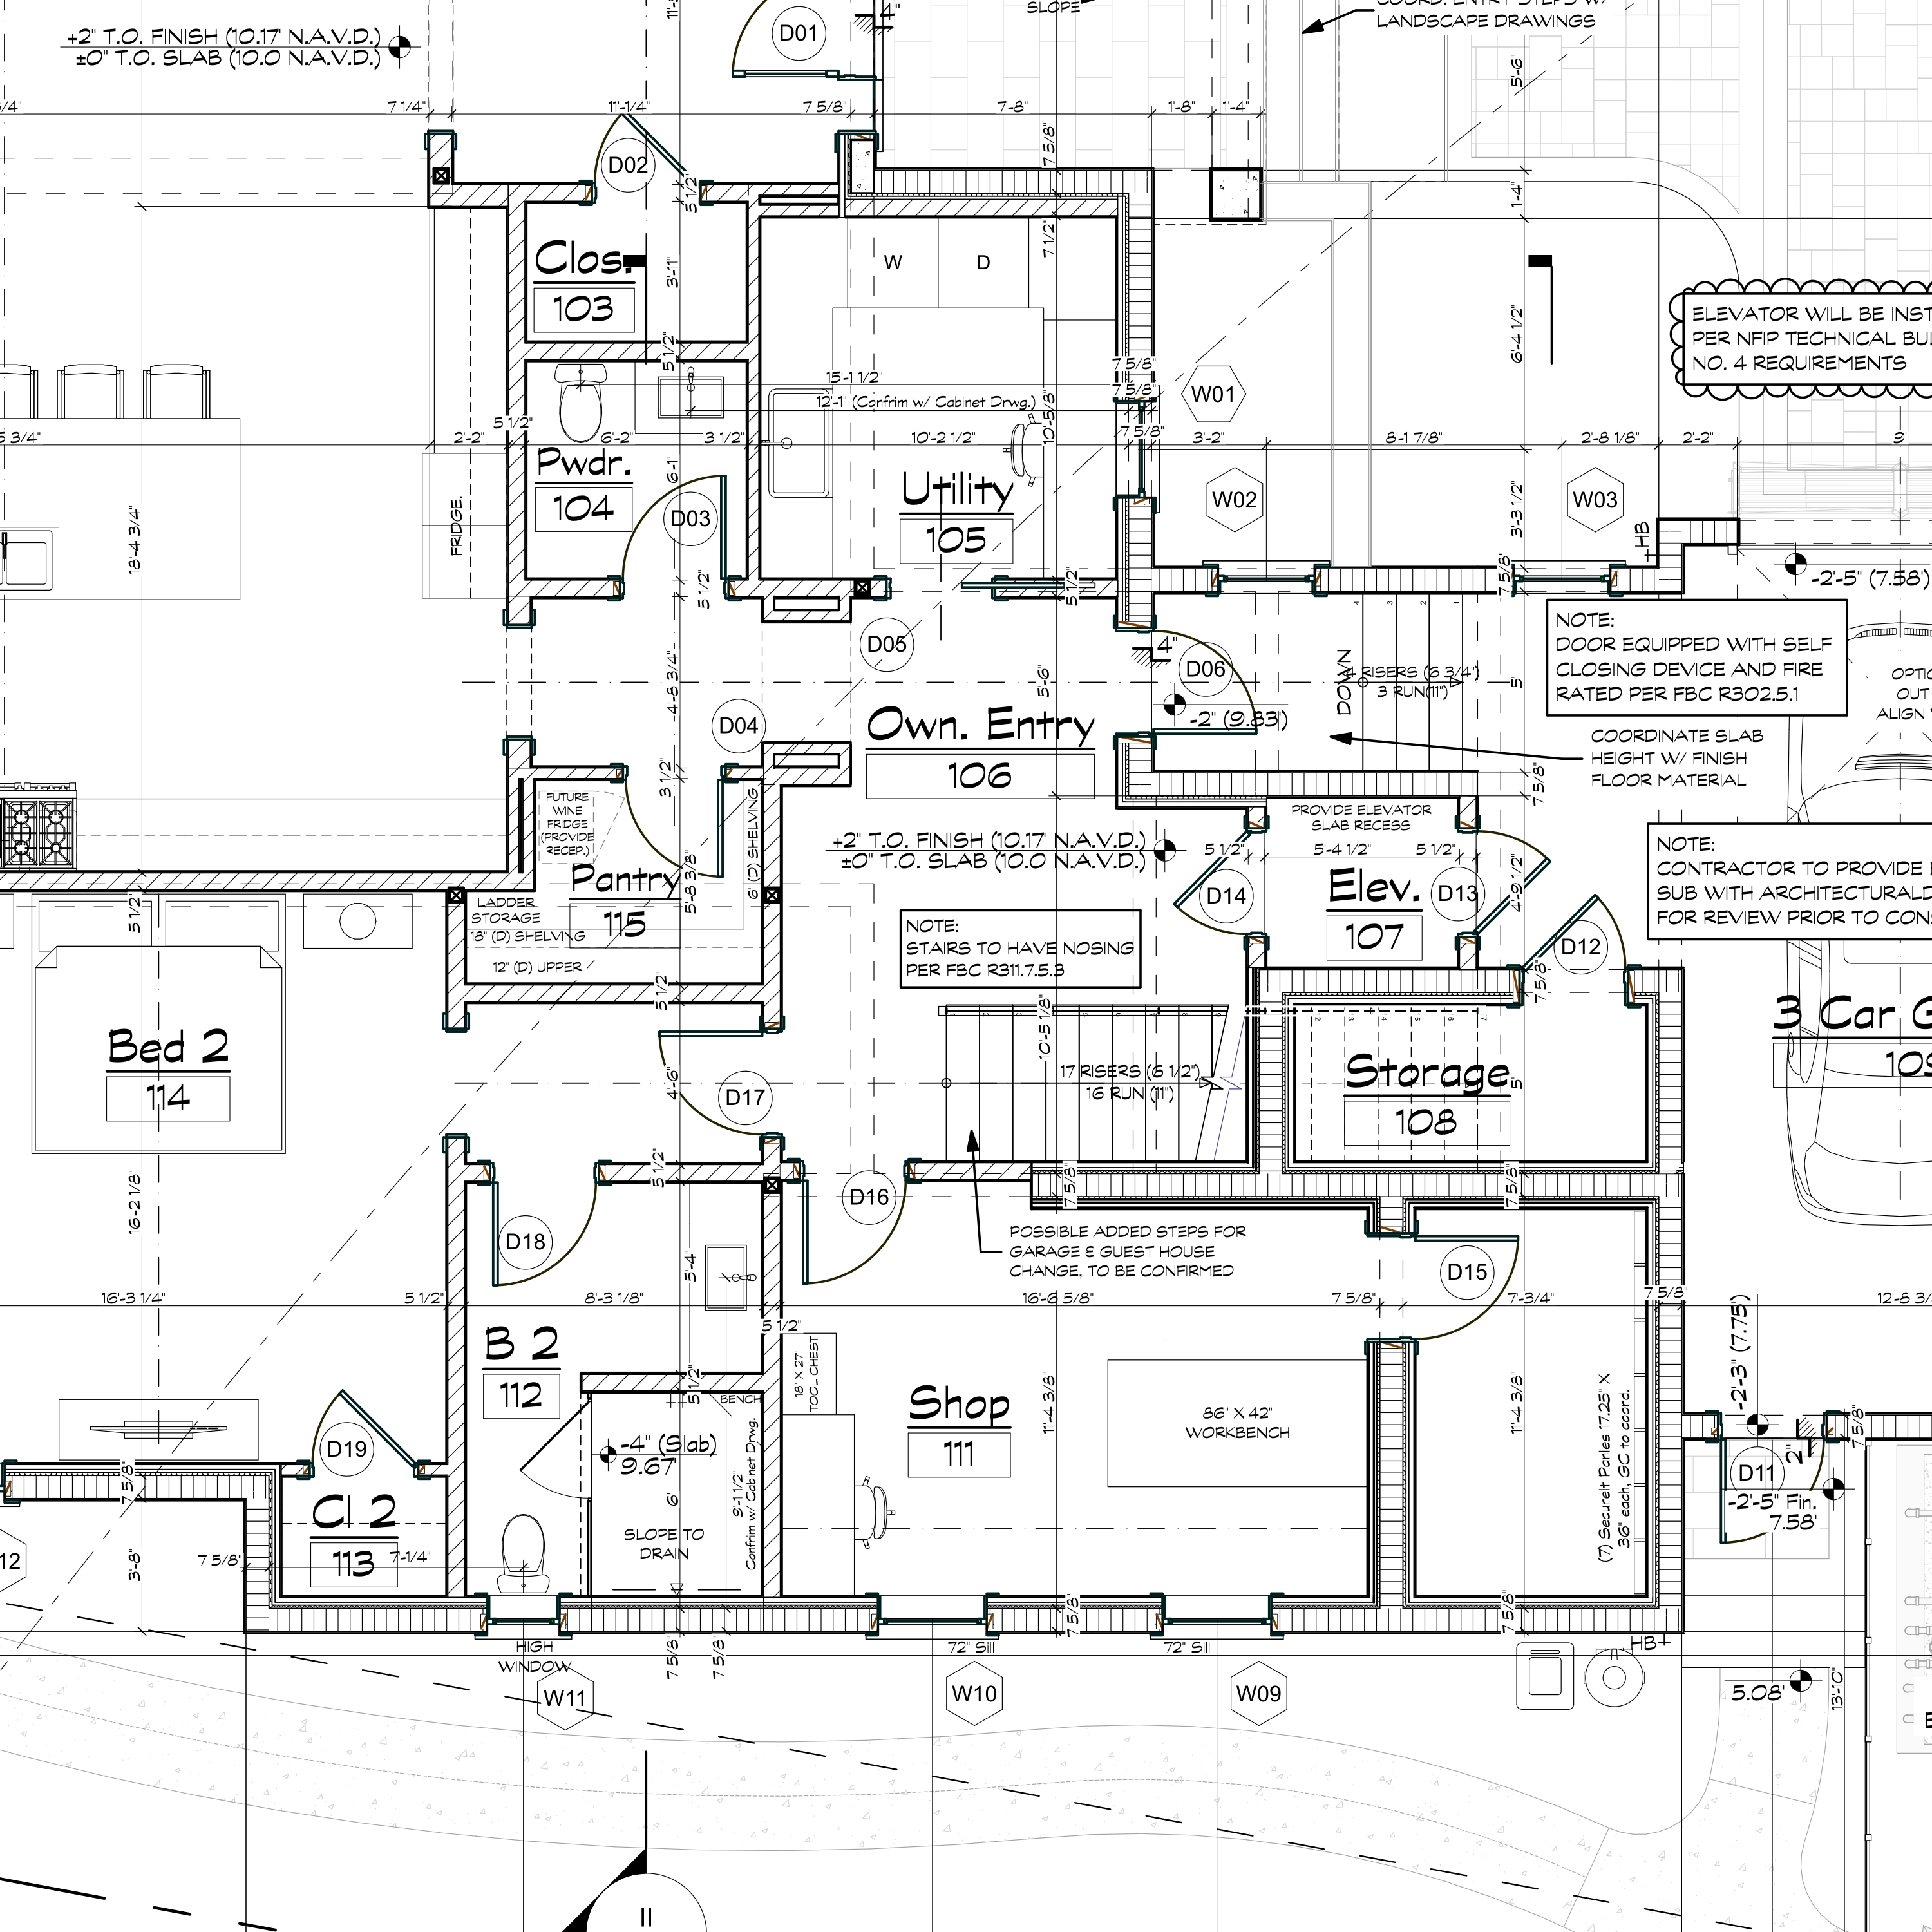 SLOPE
COORD. ENTRY STEPS W/
LANDSCAPE DRAWINGS
+2" T.O. FINISH (10.17' N.A.V.D.)
±0" T.O. SLAB (10.0 N.A.V.D.)
D01
4"
5'-6"
7 1/4"
11'-1/4"
7 5/8"
7'-8"
1'-8"
1'-4"
D02
7 5/8"
5 1/2"
1'-4"
Clos.
103
3'-11"
W
D
7 1/2"
6'-4 1/2"
ELEVATOR WILL BE INST
PER NFIP TECHNICAL BU
NO. 4 REQUIREMENTS
5 1/2"
7 5/8"
15'-1 1/2"
7 5/8"
12'-1" (Confrim w/ Cabinet Drwg.)
W01
10'-5/8"
5 1/2"
7 5/8"
5 3/4"
2'-2"
6'-2"
3 1/2"
10'-2 1/2"
3'-2"
8'-1 7/8"
2'-8 1/8"
2'-2"
9'
Pwdr.
104
6'-1"
Utility
105
W02
W03
D03
FRIDGE.
18'-4 3/4"
3'-3 1/2"
HB
-2'-5" (7.58')
5 1/2"
5 1/2"
7 5/8"
NOTE:
DOOR EQUIPPED WITH SELF
CLOSING DEVICE AND FIRE
RATED PER FBC R302.5.1
D05
4"
D06
4 3 2 1
DOWN
4 RISERS (6 3/4")
3 RUN(11")
4'-8 3/4"
5'-6"
5'
OPTIC
OUT
ALIGN
D04
Own. Entry
106
-2" (9.83')
COORDINATE SLAB
HEIGHT W/ FINISH
FLOOR MATERIAL
3 1/2"
7 5/8"
FUTURE
WINE
FRIDGE
(PROVIDE
RECEP.)
6" (D) SHELVING
PROVIDE ELEVATOR
SLAB RECESS
+2" T.O. FINISH (10.17' N.A.V.D.)
±0" T.O. SLAB (10.0 N.A.V.D.)
5 1/2"
5'-4 1/2"
5 1/2"
NOTE:
CONTRACTOR TO PROVIDE
SUB WITH ARCHITECTURALD
FOR REVIEW PRIOR TO CON
Pantry
115
5'-8 3/8"
D14
Elev.
107
D13
4'-9 1/2"
5 1/2"
LADDER
STORAGE
18" (D) SHELVING
12" (D) UPPER
NOTE:
STAIRS TO HAVE NOSING
PER FBC R311.7.5.3
D12
5 1/2"
7 5/8"
Bed 2
114
10'-5 1/8"
3 Car G
109
17 RISERS (6 1/2")
16 RUN (11")
Storage
108
5'
4'-6"
D17
5 1/2"
7 5/8"
7 5/8"
16'-2 1/8"
D16
D18
POSSIBLE ADDED STEPS FOR
GARAGE & GUEST HOUSE
CHANGE, TO BE CONFIRMED
5'-4"
D15
16'-3 1/4"
5 1/2"
8'-3 1/8"
16'-6 5/8"
7 5/8"
7'-3/4"
7 5/8"
12'-8 3/
5 1/2"
-2'-3" (7.75')
B 2
112
18" X 27"
TOOL CHEST
5 1/2"
BENCH
Shop
111
11'-4 3/8"
86" X 42"
WORKBENCH
11'-4 3/8"
(7) Secureit Panles 17.25" X
36" each, GC to coord.
D19
-4" (Slab)
9.67'
7 5/8"
2"
D11
7 5/8"
-2'-5" Fin.
7.58'
6'
9'-1 1/2"
Confrim w/ Cabinet Drwg.
Cl 2
113
SLOPE TO
DRAIN
12
3'-8"
7 5/8"
7'-1/4"
7 5/8"
7 5/8"
HIGH
WINDOW
7 5/8"
7 5/8"
72" Sill
72" Sill
HB
W11
W10
W09
5.08'
13'-10"
11